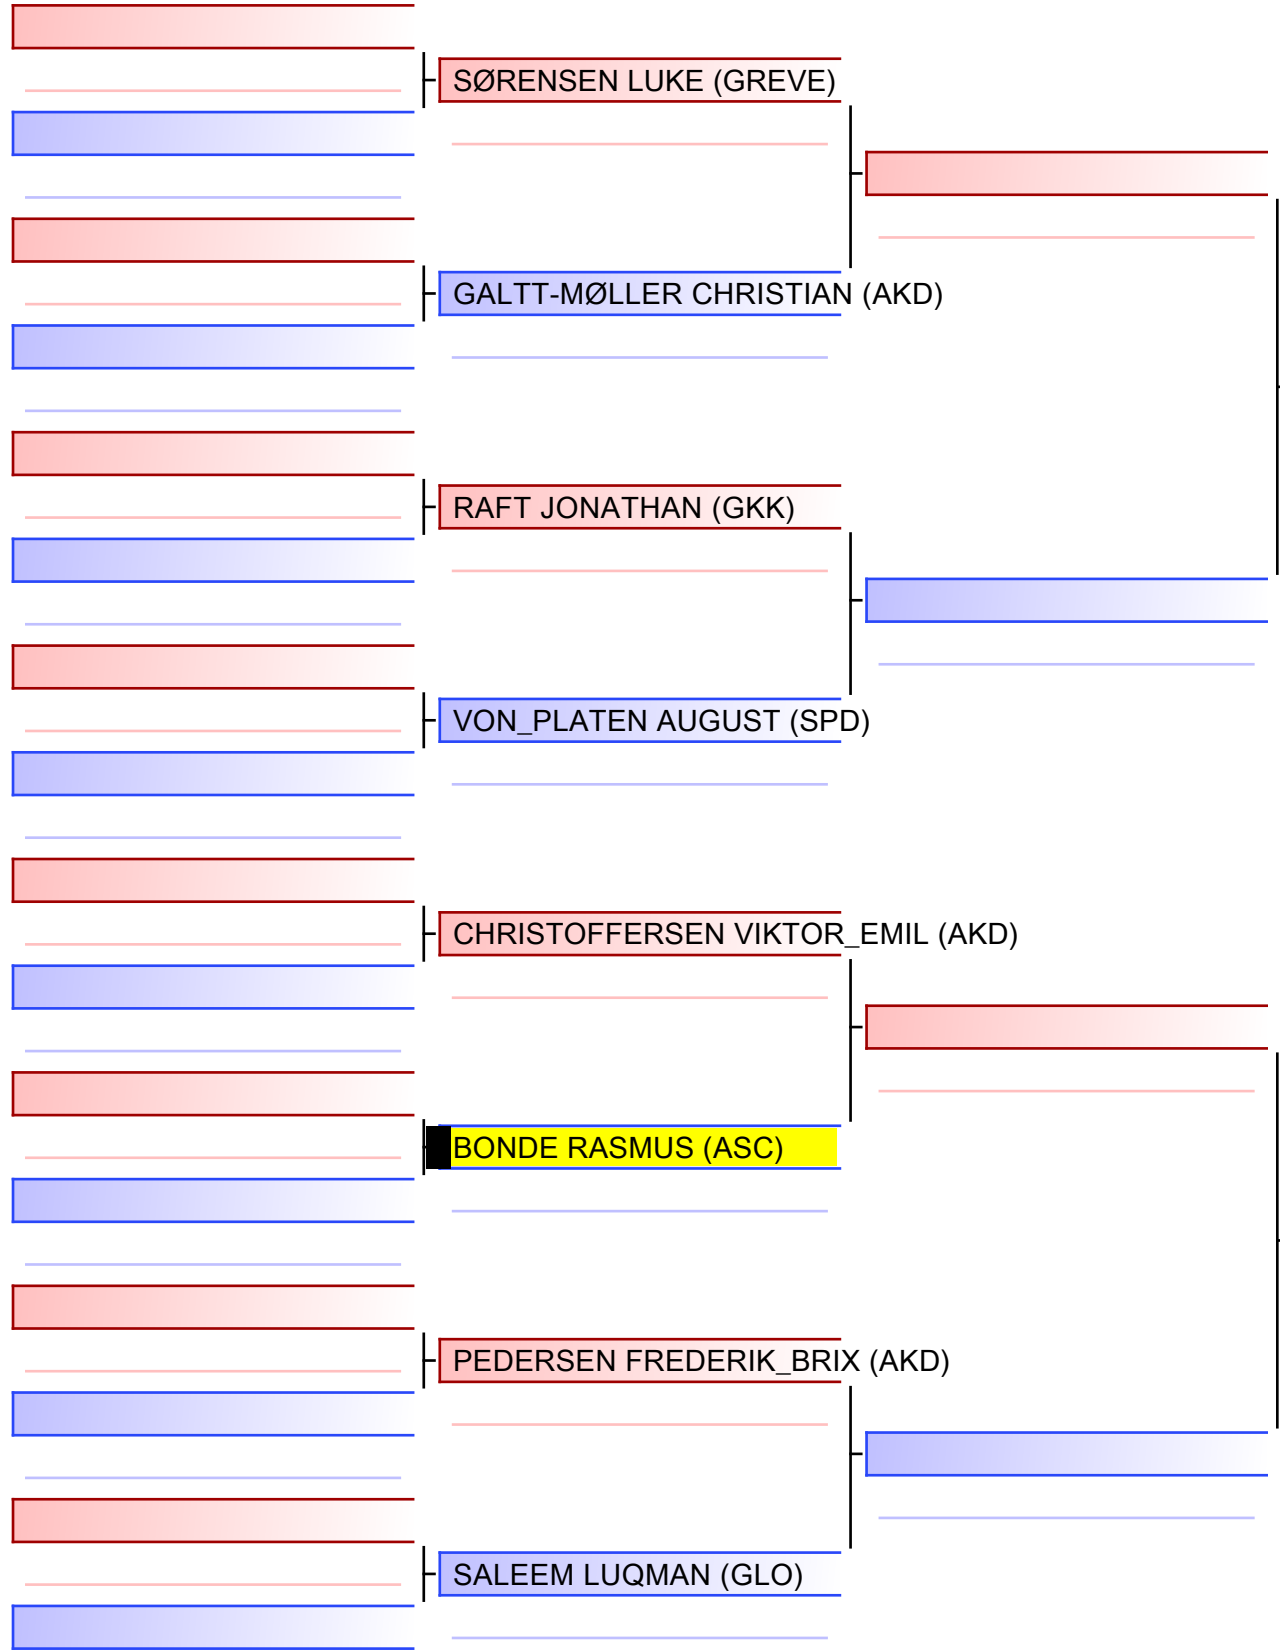 SØRENSEN LUKE (GREVE)
GALTT-MØLLER CHRISTIAN (AKD)
RAFT JONATHAN (GKK)
VON_PLATEN AUGUST (SPD)
CHRISTOFFERSEN VIKTOR_EMIL (AKD)
BONDE RASMUS (ASC)
PEDERSEN FREDERIK_BRIX (AKD)
SALEEM LUQMAN (GLO)